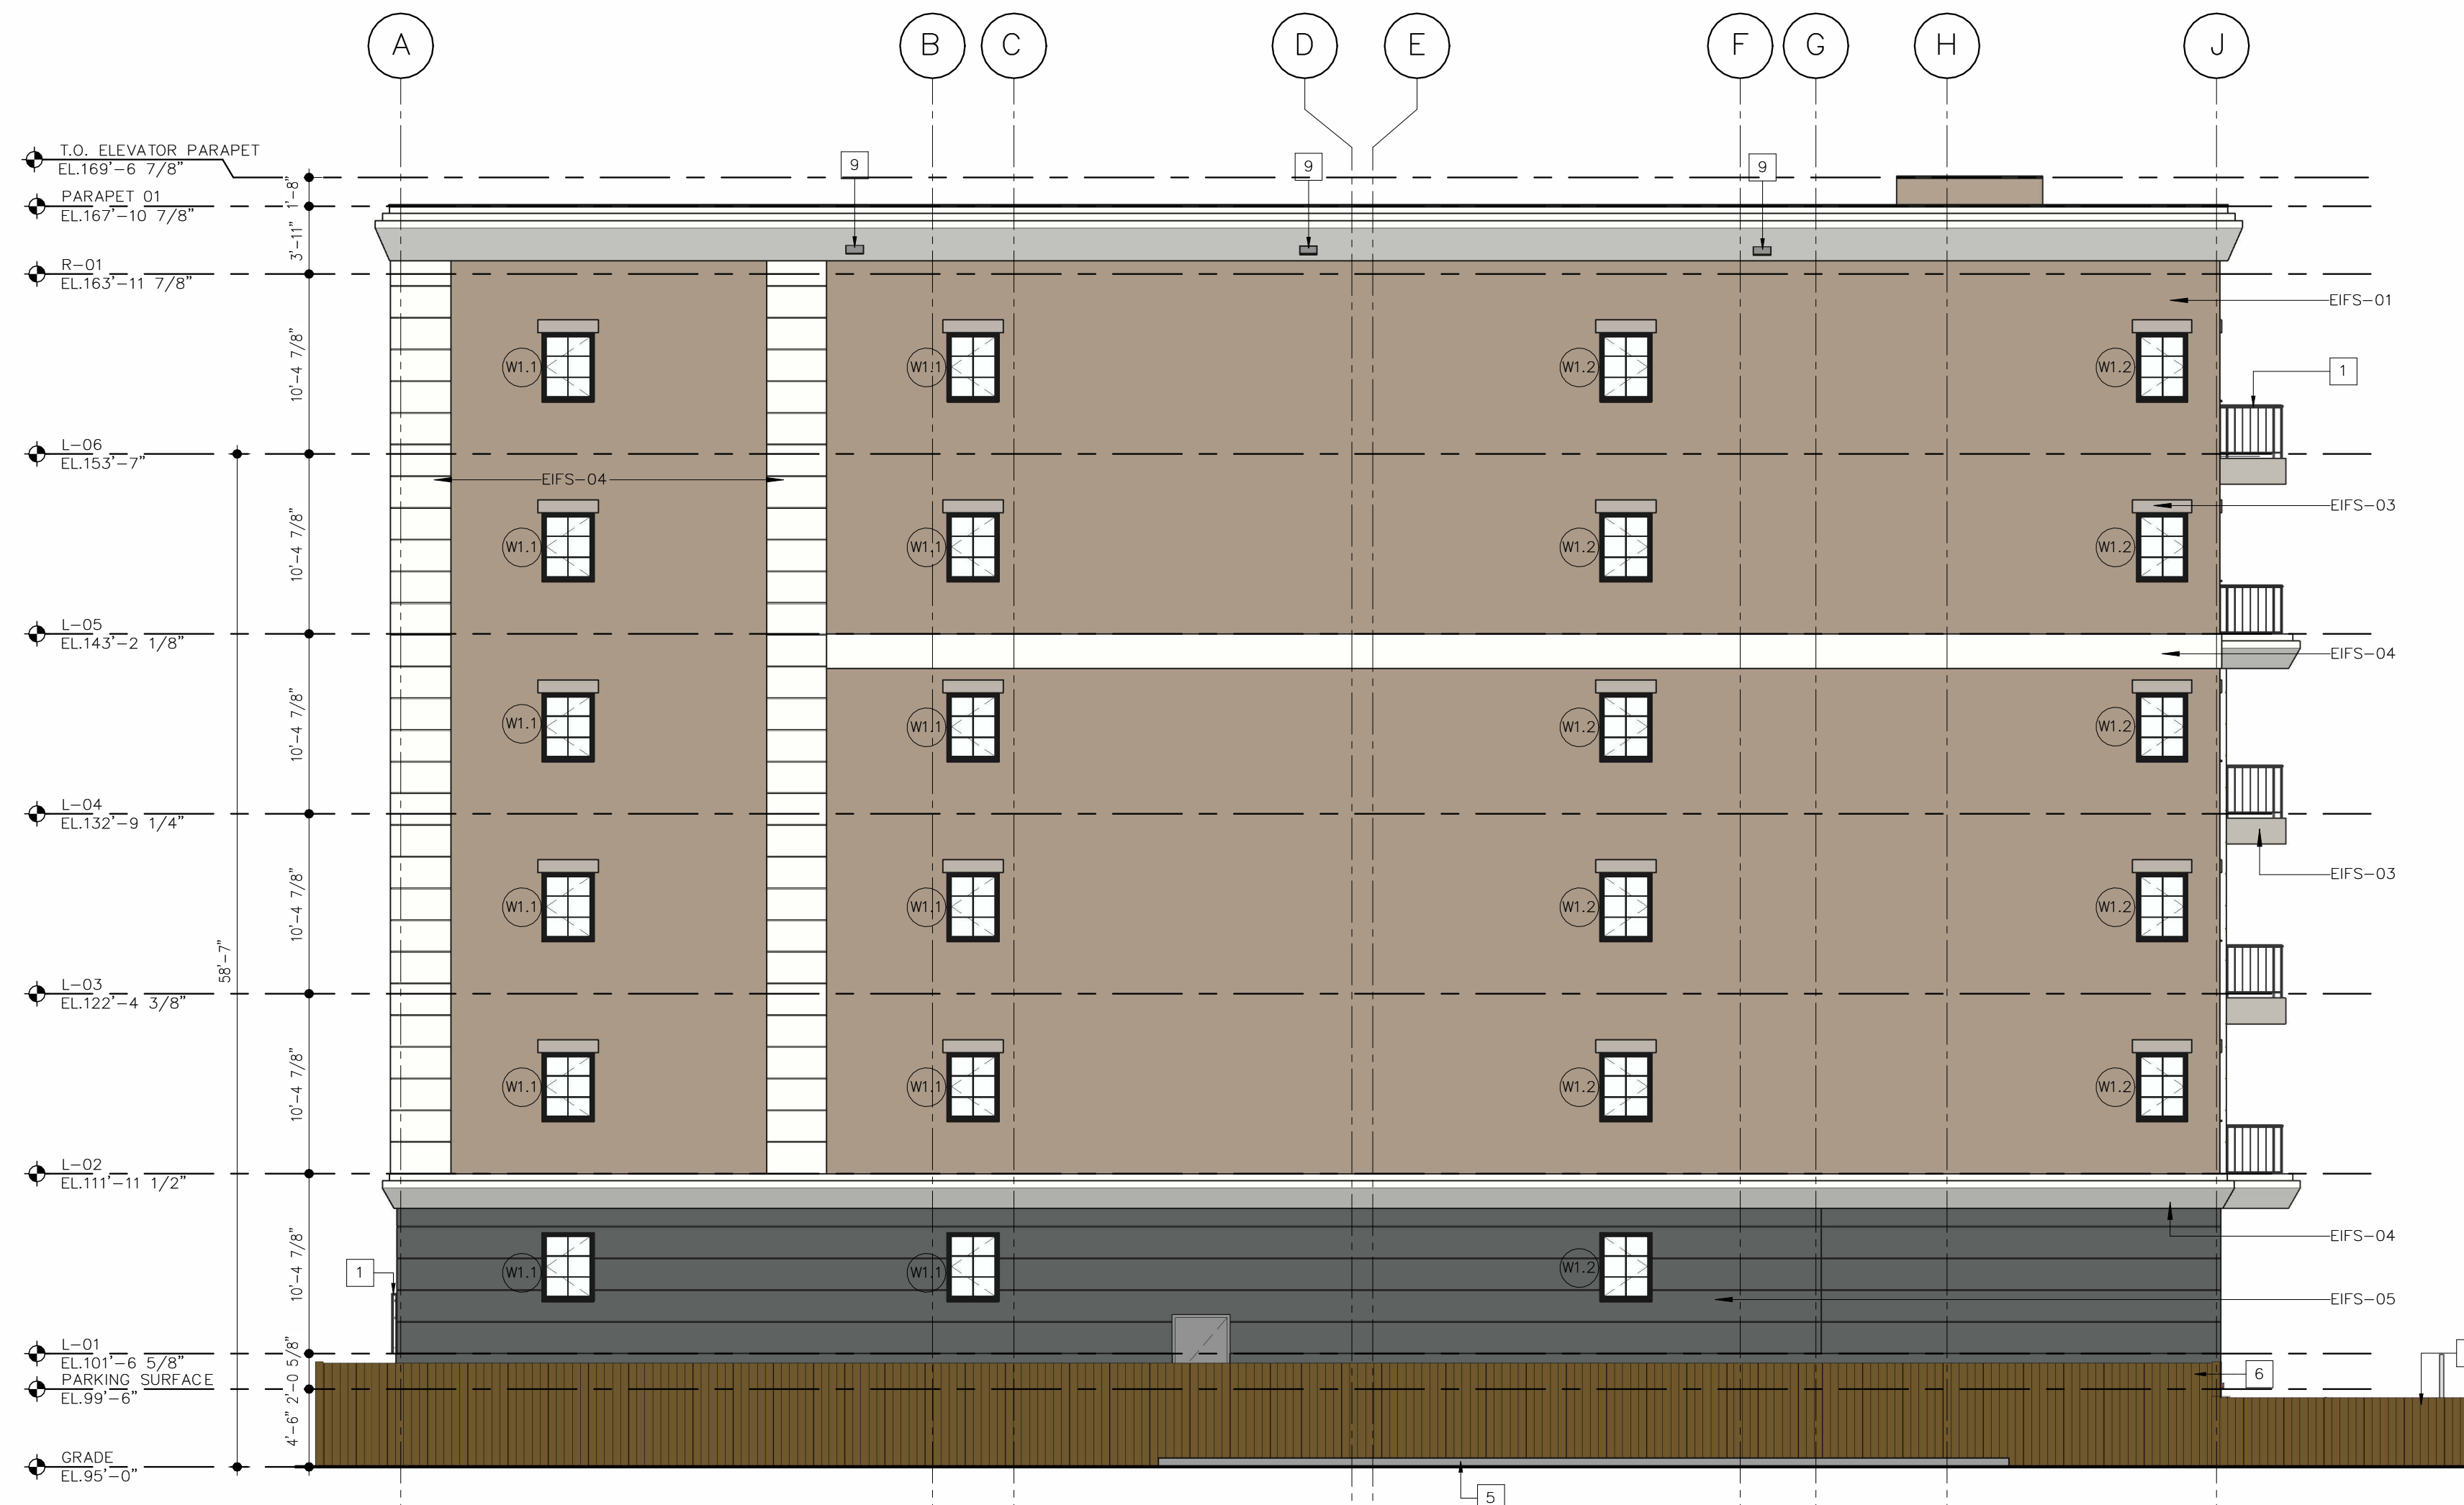 A B C D E F G H J
T.O. ELEVATOR PARAPET
EL.169'-6 7/8"
1'-8"
9 9 9
PARAPET 01
EL.167'-10 7/8"
3'-11"
R-01
EL.163'-11 7/8"
EIFS-01
10'-4 7/8"
W1.1 W1.1 W1.2 W1.2
1
L-06
EL.153'-7"
EIFS-04
EIFS-03
10'-4 7/8"
W1.1 W1.1 W1.2 W1.2
L-05
EL.143'-2 1/8"
EIFS-04
10'-4 7/8"
W1.1 W1.1 W1.2 W1.2
L-04
EL.132'-9 1/4"
EIFS-03
10'-4 7/8"
W1.1 W1.1 W1.2 W1.2
58'-7"
L-03
EL.122'-4 3/8"
10'-4 7/8"
W1.1 W1.1 W1.2 W1.2
L-02
EL.111'-11 1/2"
EIFS-04
10'-4 7/8"
1
W1.1 W1.1 W1.2
EIFS-05
L-01
EL.101'-6 5/8"
2'-0 5/8"
PARKING SURFACE
EL.99'-6"
6
4'-6"
GRADE
EL.95'-0"
5